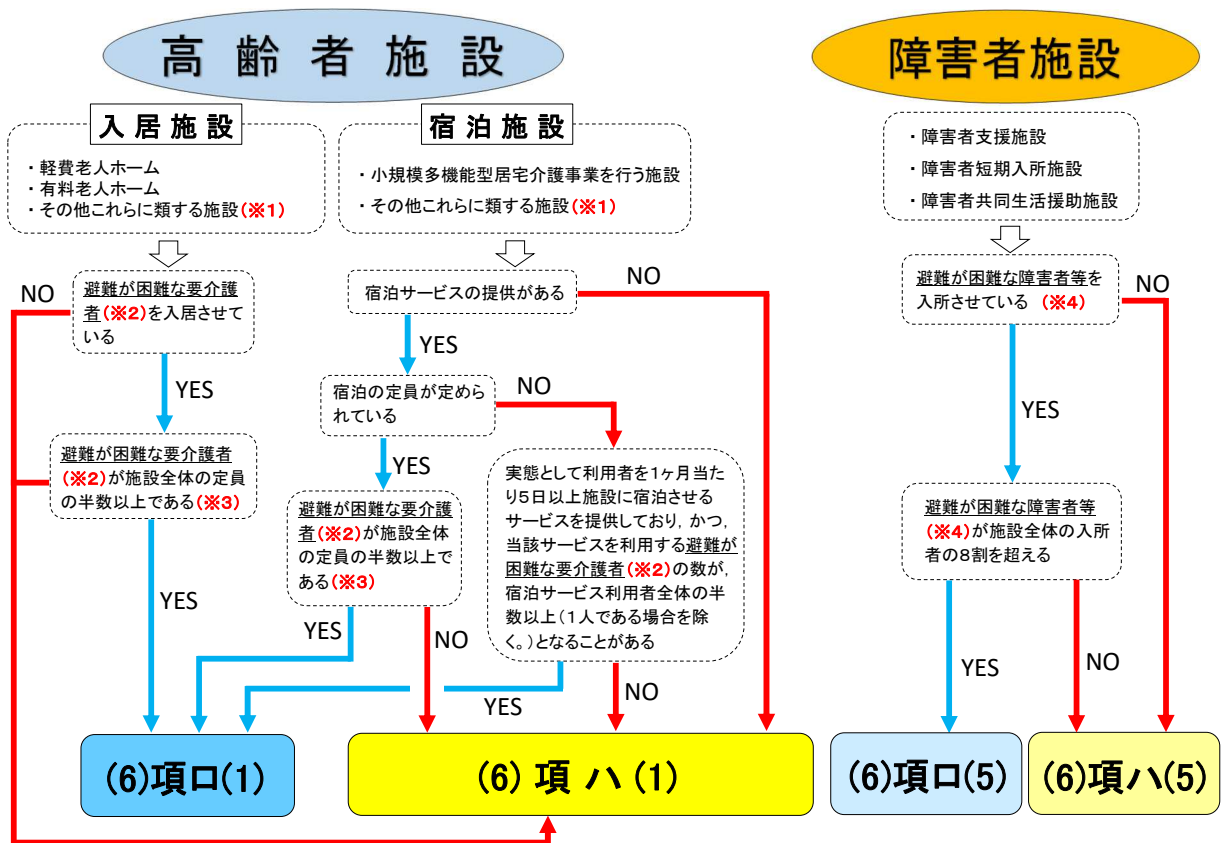 高齢者施設
入居施設
・軽費老人ホーム
・有料老人ホーム
・その他これらに類する施設(※1)
NO
避難が困難な要介護
者(※2)を入居させて
いる
YES
避難が困難な要介護者
(※2)が施設全体の定員
の半数以上である(※3)
YES
宿泊施設
・小規模多機能型居宅介護事業を行う施設
・その他これらに類する施設(※1)
宿泊サービスの提供がある
NO
YES
宿泊の定員が定めら
れている
NO
YES
避難が困難な要介護
者(※2)が施設全体
の定員の半数以上で
ある(※3)
YES
NO
実態として利用者を1ヶ月当た
り5日以上施設に宿泊させる
サービスを提供しており,かつ,
当該サービスを利用する避難が
困難な要介護者(※2)の数が,
宿泊サービス利用者全体の半
数以上(1人である場合を除
く。)となることがある
YES
NO
(6)項ロ(1)
(6)項ハ(1)
障害者施設
・障害者支援施設
・障害者短期入所施設
・障害者共同生活援助施設
避難が困難な障害者等を
入所させている (※4)
NO
YES
避難が困難な障害者等
(※4)が施設全体の入所
者の8割を超える
YES
NO
(6)項ロ(5)
(6)項ハ(5)